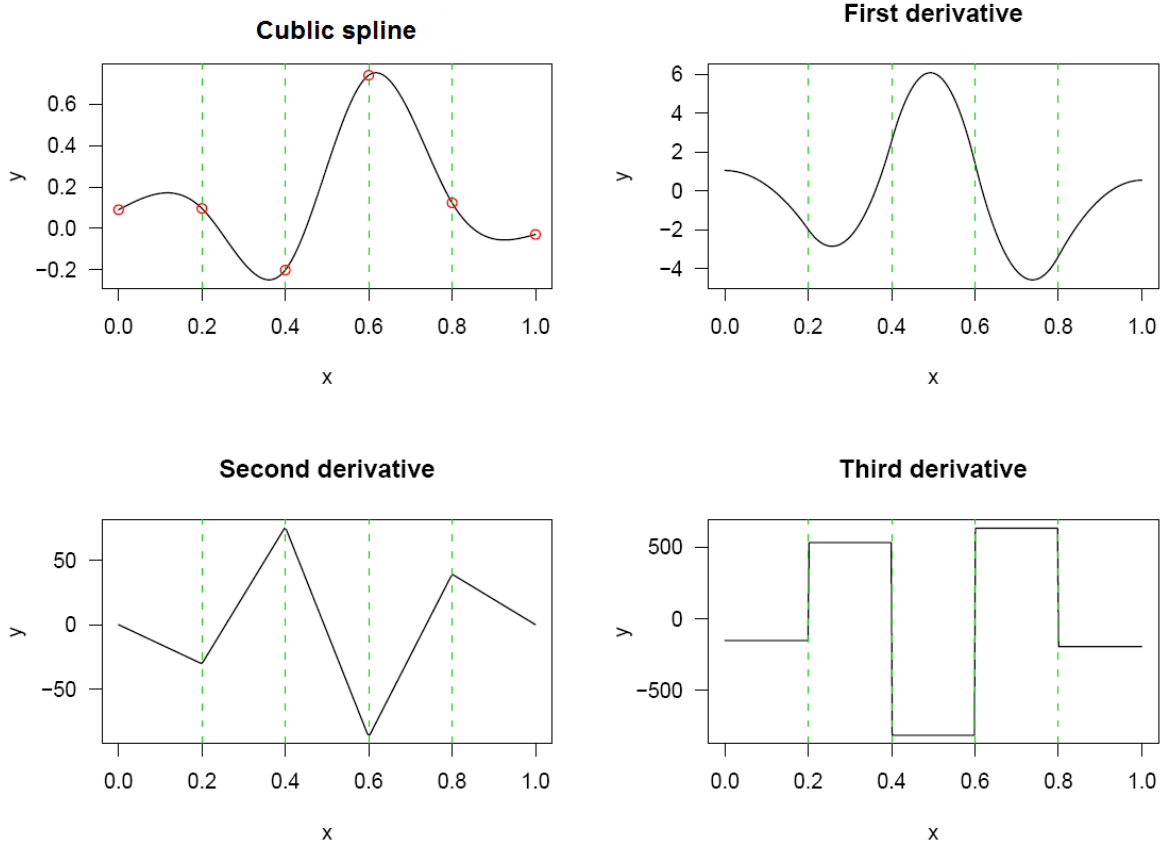 Cublic spline
y
0.6
0.4
0.2
0.0
−0.2
0.0 0.2 0.4 0.6 0.8 1.0
x
First derivative
y
6
4
2
0
−2
−4
0.0 0.2 0.4 0.6 0.8 1.0
x
Second derivative
y
50
0
−50
0.0 0.2 0.4 0.6 0.8 1.0
x
Third derivative
y
500
0
−500
0.0 0.2 0.4 0.6 0.8 1.0
x